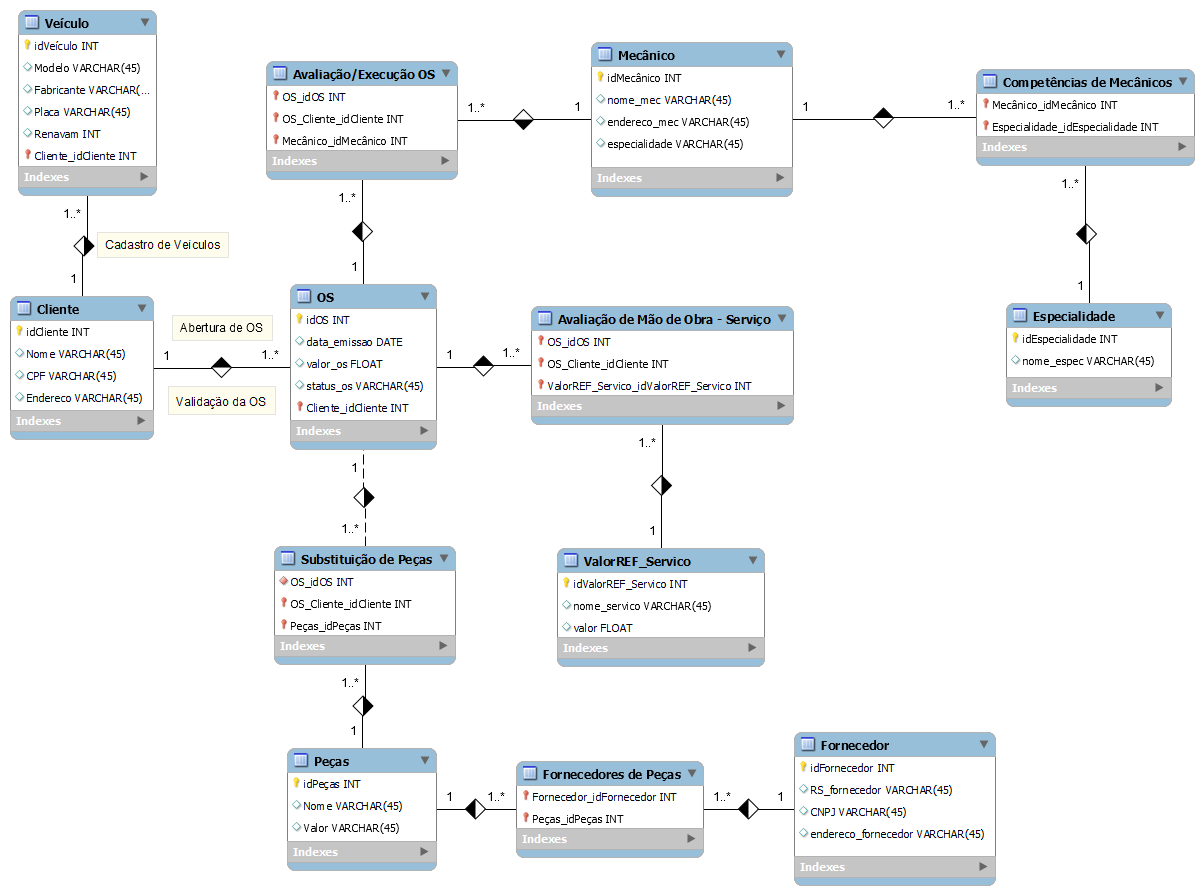 Veículo
idVeículo INT
Modelo VARCHAR(45)
Fabricante VARCHAR(...
Placa VARCHAR(45)
Renavam INT
Cliente_idCliente INT
Indexes
1..*
Cadastro de Veículos
1
Cliente
idCliente INT
Nome VARCHAR(45)
CPF VARCHAR(45)
Endereco VARCHAR(45)
Indexes
Abertura de OS
1
1..*
Validação da OS
Avaliação/Execução OS
OS_idOS INT
OS_Cliente_idCliente INT
Mecânico_idMecânico INT
Indexes
1..*
1
1..*
1
Mecânico
idMecânico INT
nome_mec VARCHAR(45)
endereco_mec VARCHAR(45)
especialidade VARCHAR(45)
Indexes
1
1..*
Competências de Mecânicos
Mecânico_idMecânico INT
Especialidade_idEspecialidade INT
Indexes
1..*
1
Especialidade
idEspecialidade INT
nome_espec VARCHAR(45)
Indexes
OS
idOS INT
data_emissao DATE
valor_os FLOAT
status_os VARCHAR(45)
Cliente_idCliente INT
Indexes
1
1..*
Avaliação de Mão de Obra - Serviço
OS_idOS INT
OS_Cliente_idCliente INT
ValorREF_Servico_idValorREF_Servico INT
Indexes
1..*
1
ValorREF_Servico
idValorREF_Servico INT
nome_servico VARCHAR(45)
valor FLOAT
Indexes
1
1..*
Substituição de Peças
OS_idOS INT
OS_Cliente_idCliente INT
Peças_idPeças INT
Indexes
1..*
1
Peças
idPeças INT
Nome VARCHAR(45)
Valor VARCHAR(45)
Indexes
1
1..*
Fornecedores de Peças
Fornecedor_idFornecedor INT
Peças_idPeças INT
Indexes
1..*
1
Fornecedor
idFornecedor INT
RS_fornecedor VARCHAR(45)
CNPJ VARCHAR(45)
endereco_fornecedor VARCHAR(45)
Indexes